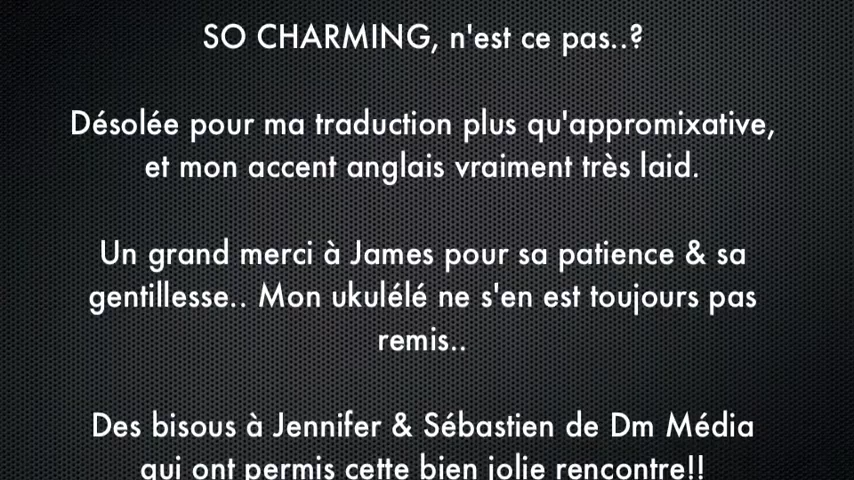 SO CHARMING, n'est ce pas..?
Désolée pour ma traduction plus qu'appromixative,
et mon accent anglais vraiment très laid.
Un grand merci à James pour sa patience & sa
gentillesse.. Mon ukulélé ne s'en est toujours pas
remis..
Des bisous à Jennifer & Sébastien de Dm Média
qui ont permis cette bien jolie rencontre!!